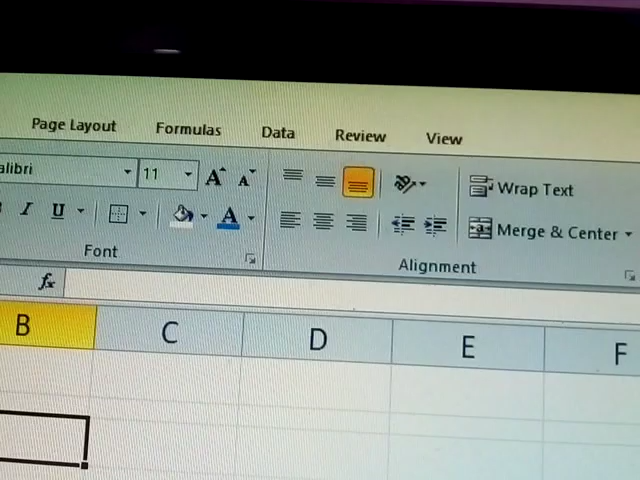 Page Layout Formulas Data Review View
alibri 11 A A Wrap Text
I U A Merge & Center
Font Alignment
fx
B C D E F